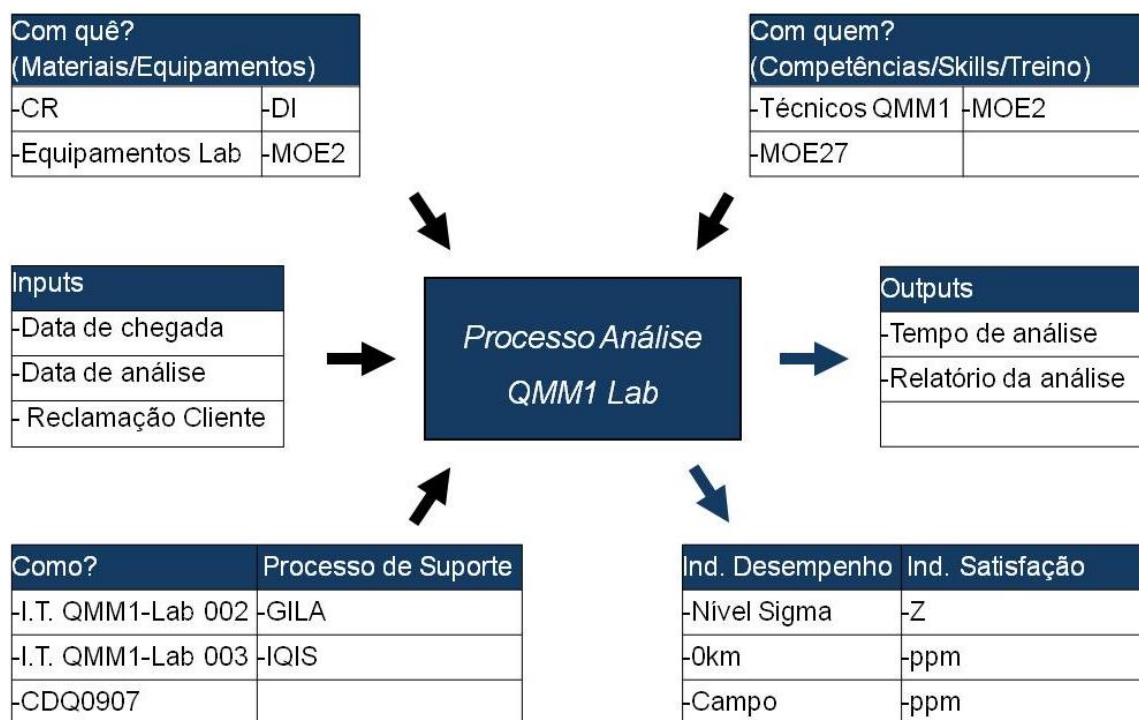 Com quê?
(Materiais/Equipamentos)
-CR
-DI
-Equipamentos Lab
-MOE2
Com quem?
(Competências/Skills/Treino)
-Técnicos QMM1
-MOE2
-MOE27
Inputs
-Data de chegada
-Data de análise
- Reclamação Cliente
Processo Análise
QMM1 Lab
Outputs
-Tempo de análise
-Relatório da análise
Como?
Processo de Suporte
-I.T. QMM1-Lab 002
-GILA
-I.T. QMM1-Lab 003
-IQIS
-CDQ0907
Ind. Desempenho
Ind. Satisfação
-Nível Sigma
-Z
-0km
-ppm
-Campo
-ppm